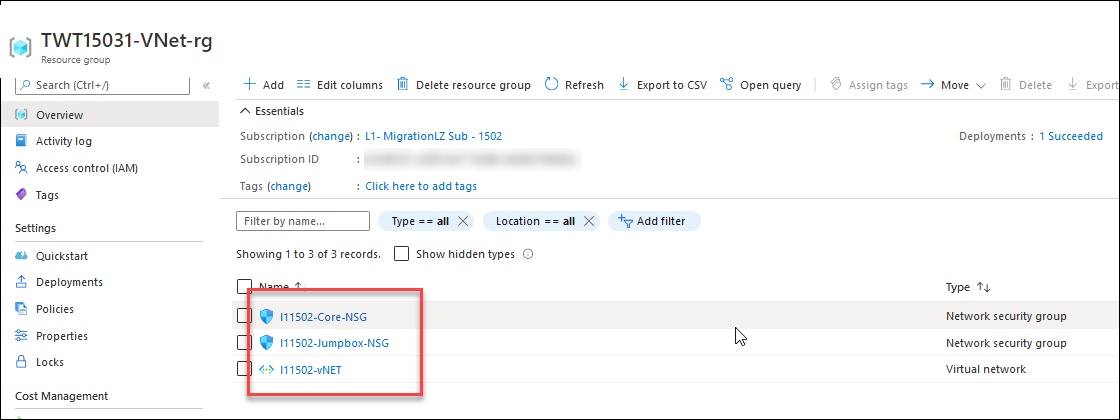 TWT15031-VNet-rg
Resource group
Search (Ctrl+/)
«
Add
Edit columns
Delete resource group
Refresh
Export to CSV
Open query
Assign tags
Move
Delete
Export
Overview
Activity log
Access control (IAM)
Tags
Settings
Quickstart
Deployments
Policies
Properties
Locks
Cost Management
Essentials
Subscription (change) : L1- MigrationLZ Sub - 1502
Deployments : 1 Succeeded
Subscription ID :
Tags (change) : Click here to add tags
Filter by name...
Type == all
Location == all
Add filter
Showing 1 to 3 of 3 records.
Show hidden types
Name
Type
I11502-Core-NSG
Network security group
I11502-Jumpbox-NSG
Network security group
I11502-vNET
Virtual network